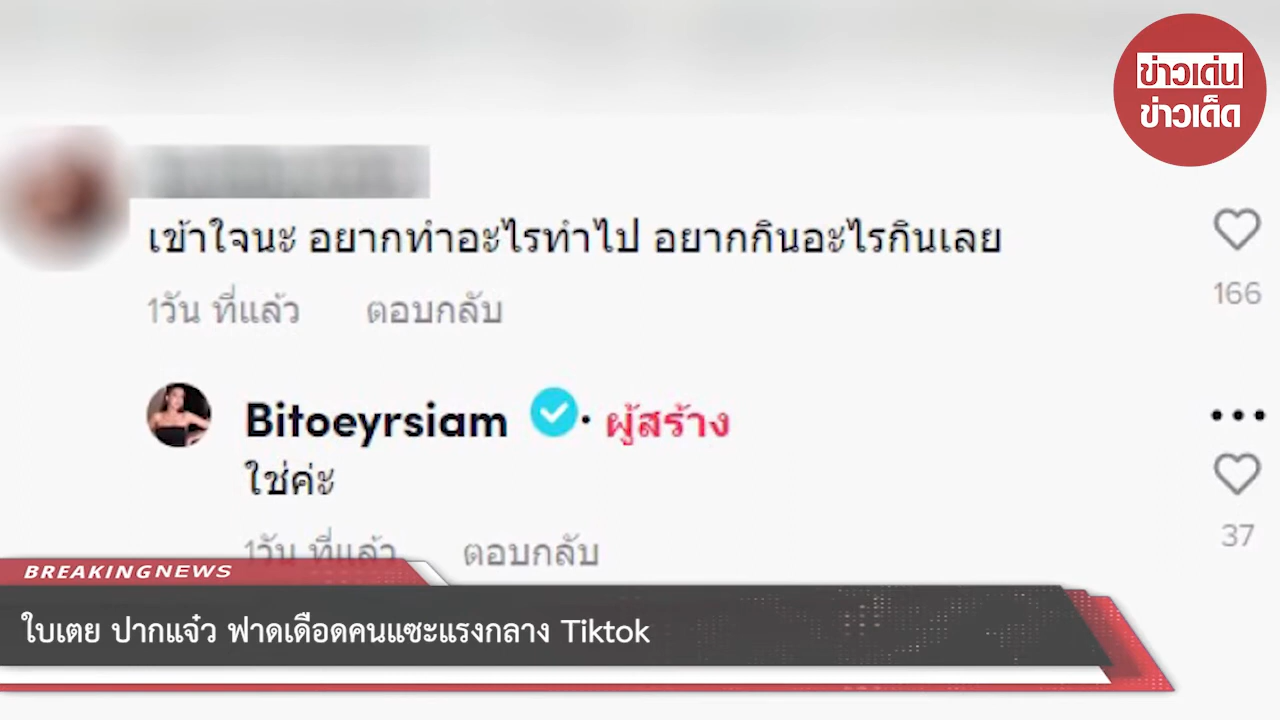 ข่าวเด่น
ข่าวเด็ด
เข้าใจนะ อยากทำอะไรทำไป อยากกินอะไรกินเลย
166
1วัน ที่แล้ว ตอบกลับ
Bitoeyrsiam · ผู้สร้าง
ใช่ค่ะ
37
1วัน ที่แล้ว ตอบกลับ
BREAKING NEWS
ใบเตย ปากแจ๋ว ฟาดเดือดคนแซะแรงกลาง Tiktok